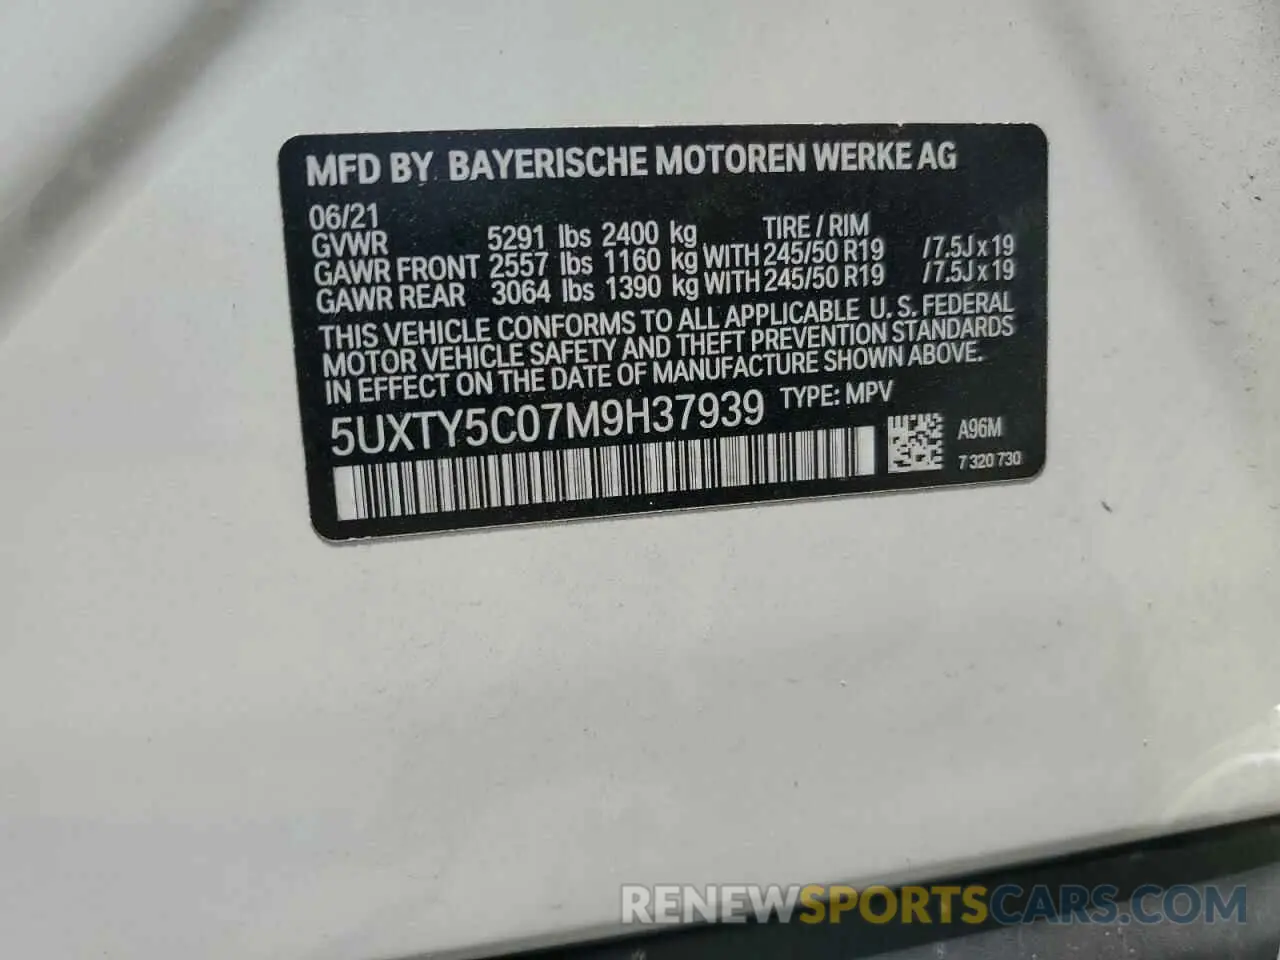 MFD BY BAYERISCHE MOTOREN WERKE AG
06/21 TIRE / RIM
GVWR 5291 lbs 2400 kg
GAWR FRONT 2557 lbs 1160 kg WITH 245/50 R19 /7.5J x 19
GAWR REAR 3064 lbs 1390 kg WITH 245/50 R19 /7.5J x 19
THIS VEHICLE CONFORMS TO ALL APPLICABLE U. S. FEDERAL
MOTOR VEHICLE SAFETY AND THEFT PREVENTION STANDARDS
IN EFFECT ON THE DATE OF MANUFACTURE SHOWN ABOVE.
5UXTY5C07M9H37939 TYPE: MPV
A96M
7 320 730
RENEWSPORTSCARS.COM